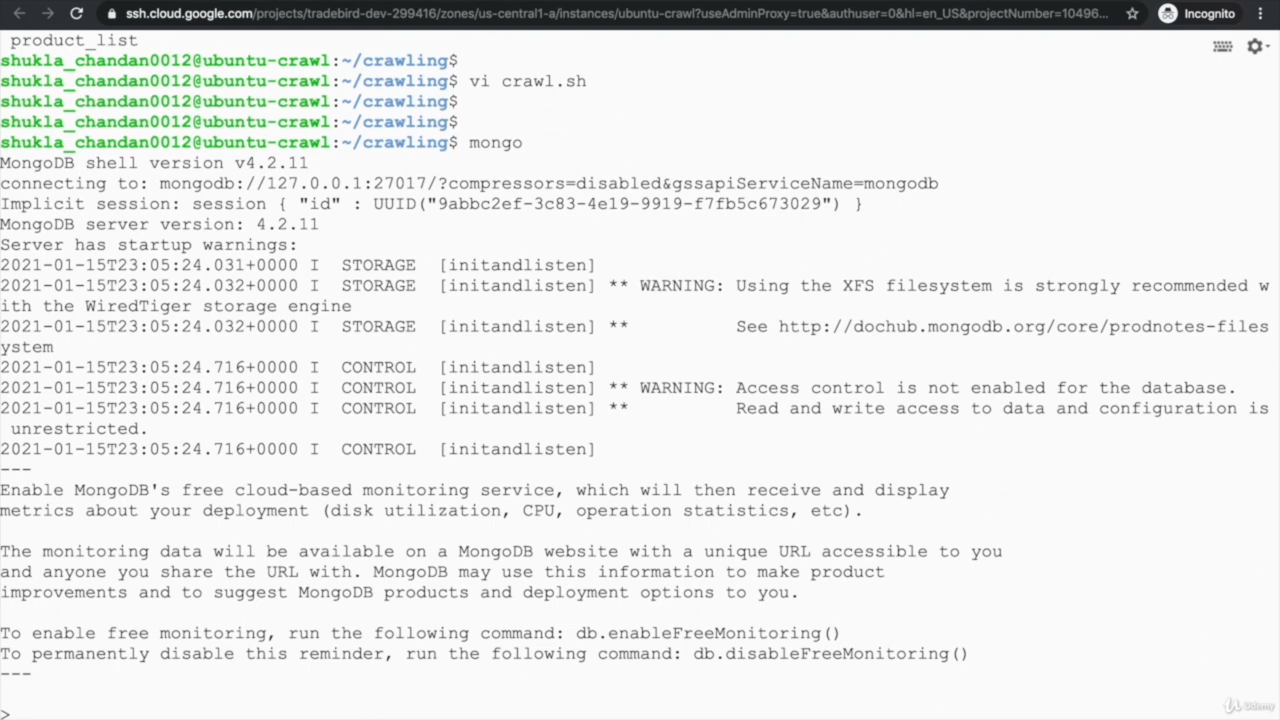 ssh.cloud.google.com/projects/tradebird-dev-299416/zones/us-central1-a/instances/ubuntu-crawl?useAdminProxy=true&authuser=0&hl=en_US&projectNumber=10496...
Incognito
product_list
shukla_chandan0012@ubuntu-crawl:~/crawling$
shukla_chandan0012@ubuntu-crawl:~/crawling$ vi crawl.sh
shukla_chandan0012@ubuntu-crawl:~/crawling$
shukla_chandan0012@ubuntu-crawl:~/crawling$
shukla_chandan0012@ubuntu-crawl:~/crawling$ mongo
MongoDB shell version v4.2.11
connecting to: mongodb://127.0.0.1:27017/?compressors=disabled&gssapiServiceName=mongodb
Implicit session: session { "id" : UUID("9abbc2ef-3c83-4e19-9919-f7fb5c673029") }
MongoDB server version: 4.2.11
Server has startup warnings:
2021-01-15T23:05:24.031+0000 I  STORAGE  [initandlisten]
2021-01-15T23:05:24.032+0000 I  STORAGE  [initandlisten] ** WARNING: Using the XFS filesystem is strongly recommended w
ith the WiredTiger storage engine
2021-01-15T23:05:24.032+0000 I  STORAGE  [initandlisten] **          See http://dochub.mongodb.org/core/prodnotes-files
ystem
2021-01-15T23:05:24.716+0000 I  CONTROL  [initandlisten]
2021-01-15T23:05:24.716+0000 I  CONTROL  [initandlisten] ** WARNING: Access control is not enabled for the database.
2021-01-15T23:05:24.716+0000 I  CONTROL  [initandlisten] **          Read and write access to data and configuration is
unrestricted.
2021-01-15T23:05:24.716+0000 I  CONTROL  [initandlisten]
---
Enable MongoDB's free cloud-based monitoring service, which will then receive and display
metrics about your deployment (disk utilization, CPU, operation statistics, etc).
The monitoring data will be available on a MongoDB website with a unique URL accessible to you
and anyone you share the URL with. MongoDB may use this information to make product
improvements and to suggest MongoDB products and deployment options to you.
To enable free monitoring, run the following command: db.enableFreeMonitoring()
To permanently disable this reminder, run the following command: db.disableFreeMonitoring()
---
>
Udemy